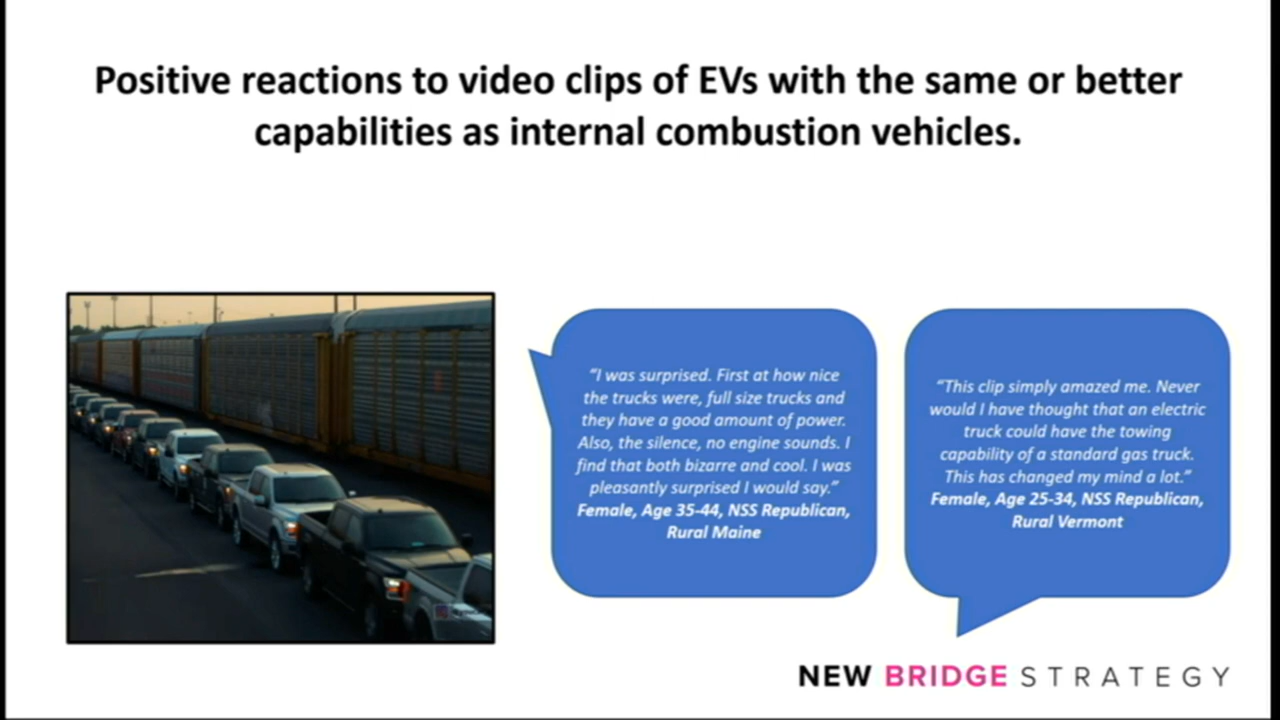 Positive reactions to video clips of EVs with the same or better
capabilities as internal combustion vehicles.
“I was surprised. First at how nice
the trucks were, full size trucks and
they have a good amount of power.
Also, the silence, no engine sounds. I
find that both bizarre and cool. I was
pleasantly surprised I would say.”
Female, Age 35-44, NSS Republican,
Rural Maine
“This clip simply amazed me. Never
would I have thought that an electric
truck could have the towing
capability of a standard gas truck.
This has changed my mind a lot.”
Female, Age 25-34, NSS Republican,
Rural Vermont
NEW BRIDGE STRATEGY